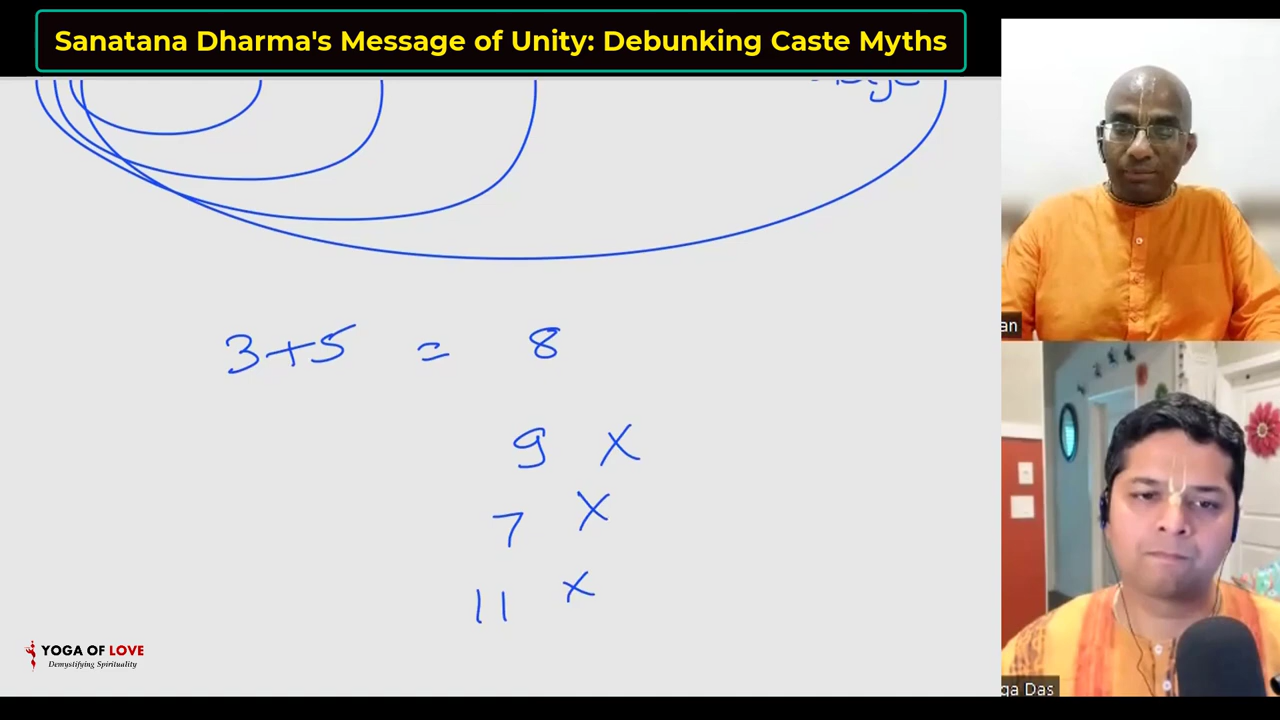 Sanatana Dharma's Message of Unity: Debunking Caste Myths
3+5 = 8
9 X
7 X
11 X
YOGA OF LOVE
Demystifying Spirituality
an
ga Das